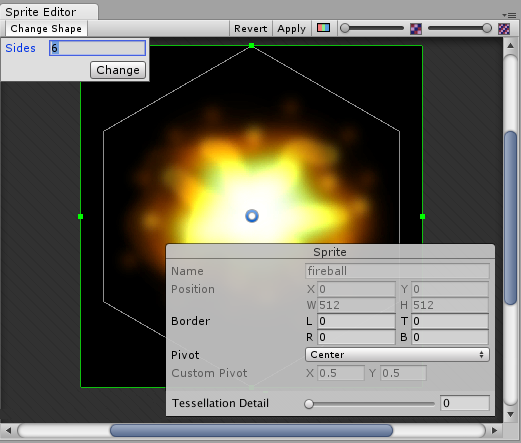 Sprite Editor
Change Shape Revert Apply
Sides 6
Change
Sprite
Name fireball
Position X 0 Y 0
W 512 H 512
Border L 0 T 0
R 0 B 0
Pivot Center
Custom Pivot X 0.5 Y 0.5
Tessellation Detail 0